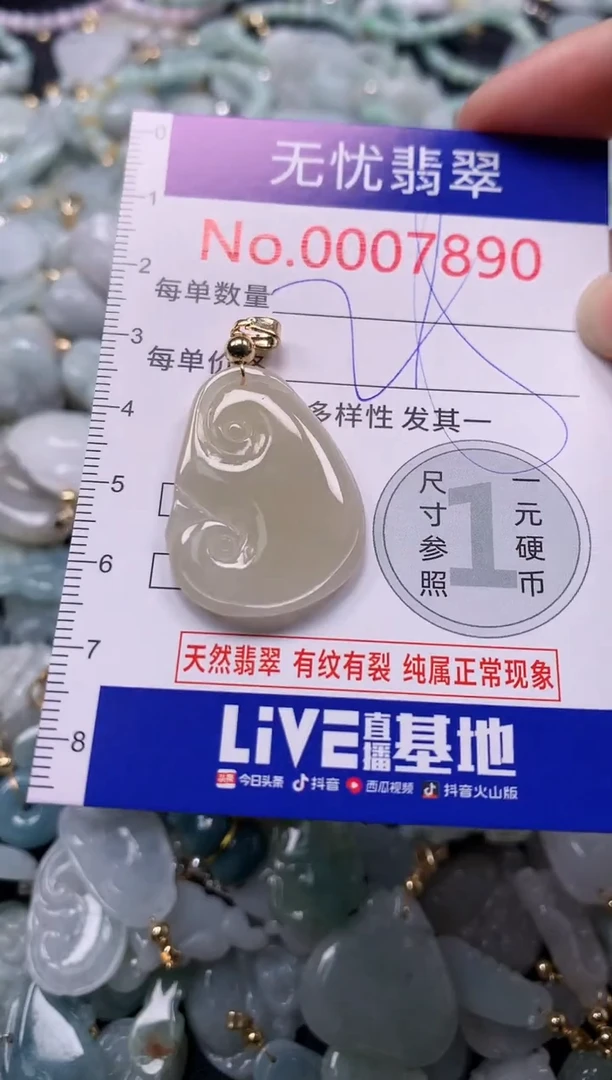 无忧翡翠
No.0007890
每单数量
每单价
多样性 发其一
尺寸参照
1
一元硬币
天然翡翠 有纹有裂 纯属正常现象
LiVE直播基地
今日头条 抖音 西瓜视频 抖音火山版
0
1
2
3
4
5
6
7
8